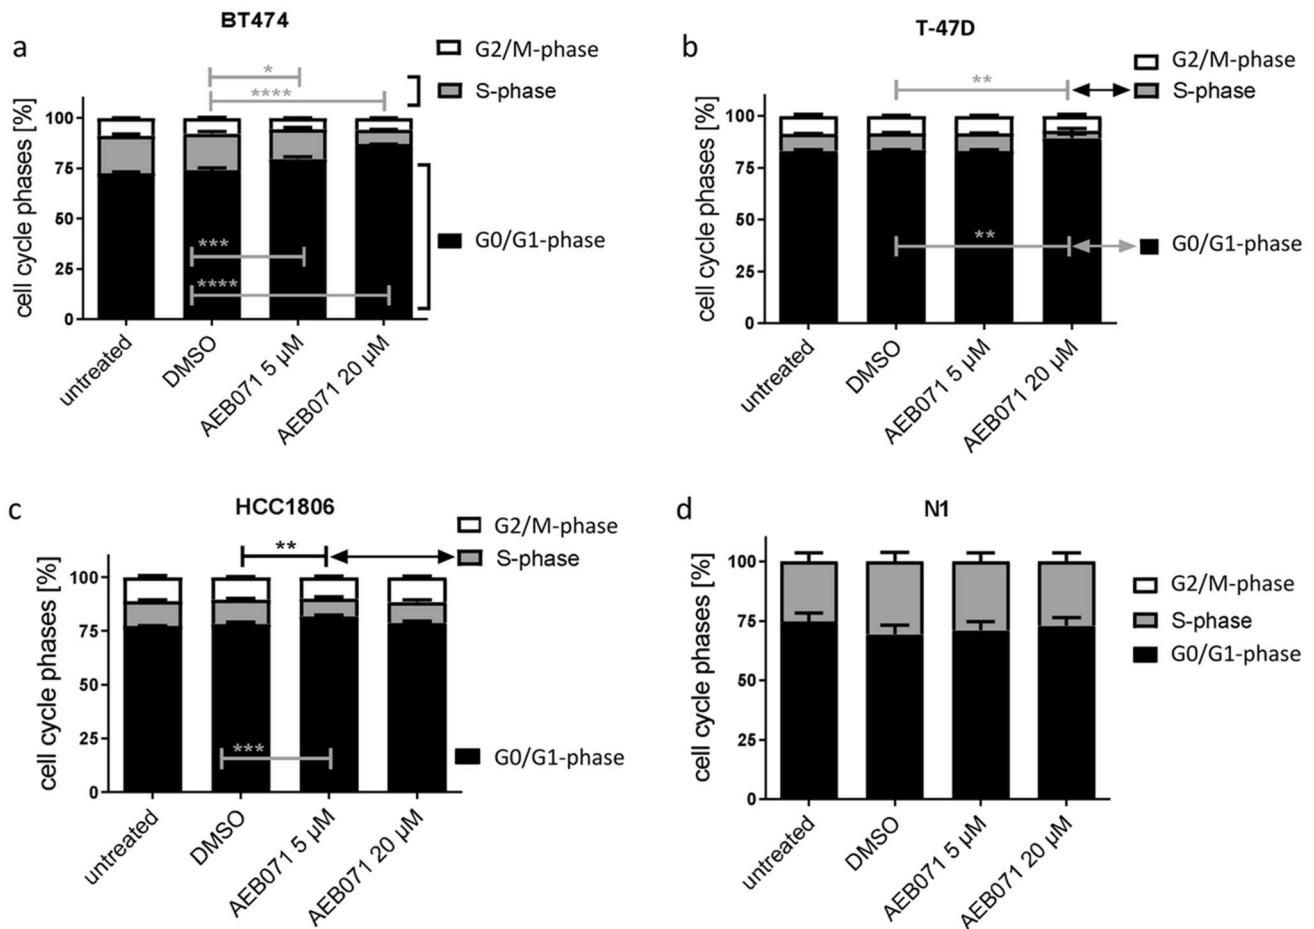 a
BT474
G2/M-phase
S-phase
G0/G1-phase
*
****
***
****
cell cycle phases [%]
100
75
50
25
0
untreated
DMSO
AEB071 5 µM
AEB071 20 µM
b
T-47D
G2/M-phase
S-phase
G0/G1-phase
**
**
cell cycle phases [%]
100
75
50
25
0
untreated
DMSO
AEB071 5 µM
AEB071 20 µM
c
HCC1806
G2/M-phase
S-phase
G0/G1-phase
**
***
cell cycle phases [%]
100
75
50
25
0
untreated
DMSO
AEB071 5 µM
AEB071 20 µM
d
N1
G2/M-phase
S-phase
G0/G1-phase
cell cycle phases [%]
100
75
50
25
0
untreated
DMSO
AEB071 5 µM
AEB071 20 µM